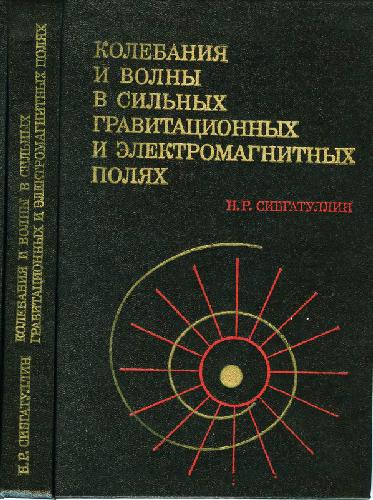 КОЛЕБАНИЯ
И ВОЛНЫ
В СИЛЬНЫХ
ГРАВИТАЦИОННЫХ
И ЭЛЕКТРОМАГНИТНЫХ
ПОЛЯХ
Н.Р. СИБГАТУЛЛИН
Н.Р. СИБГАТУЛЛИН
КОЛЕБАНИЯ И ВОЛНЫ В СИЛЬНЫХ
ГРАВИТАЦИОННЫХ И ЭЛЕКТРОМАГНИТНЫХ ПОЛЯХ